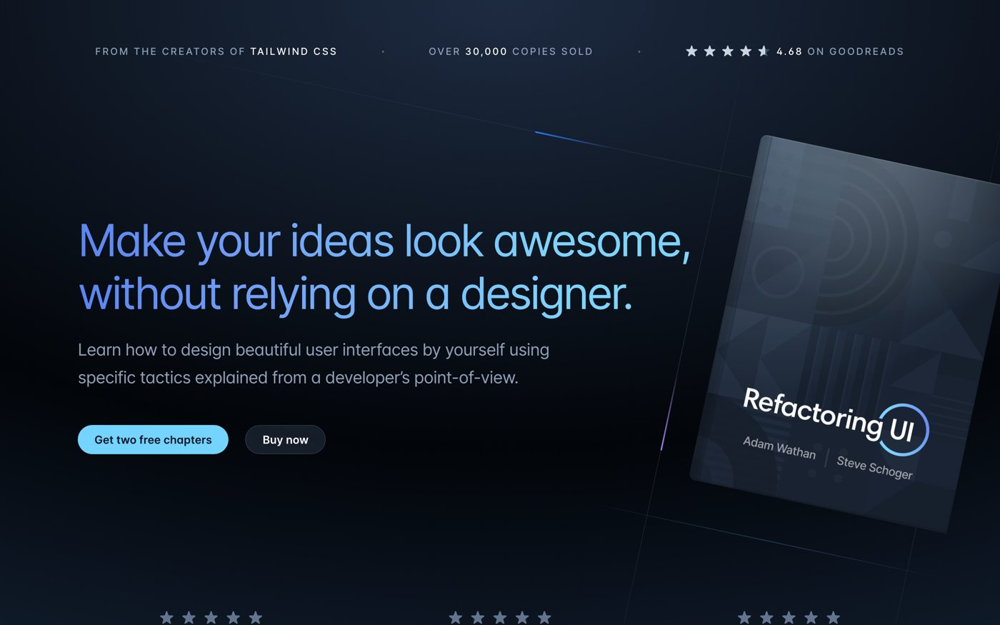 FROM THE CREATORS OF TAILWIND CSS · OVER 30,000 COPIES SOLD · 4.68 ON GOODREADS
Make your ideas look awesome,
without relying on a designer.
Learn how to design beautiful user interfaces by yourself using
specific tactics explained from a developer’s point-of-view.
Get two free chapters
Buy now
Refactoring UI
Adam Wathan | Steve Schoger